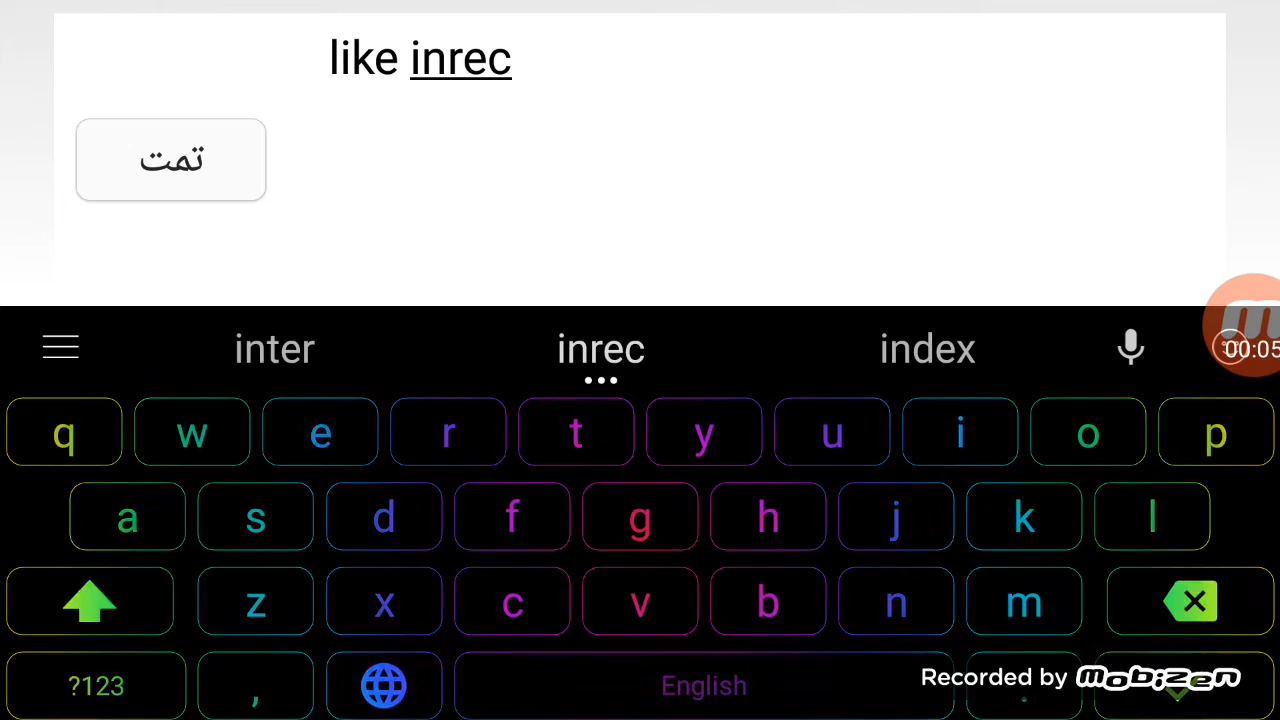 like inrec
تمت
inter inrec index
00:05
q w e r t y u i o p
a s d f g h j k l
z x c v b n m
?123 , English .
Recorded by mobizen